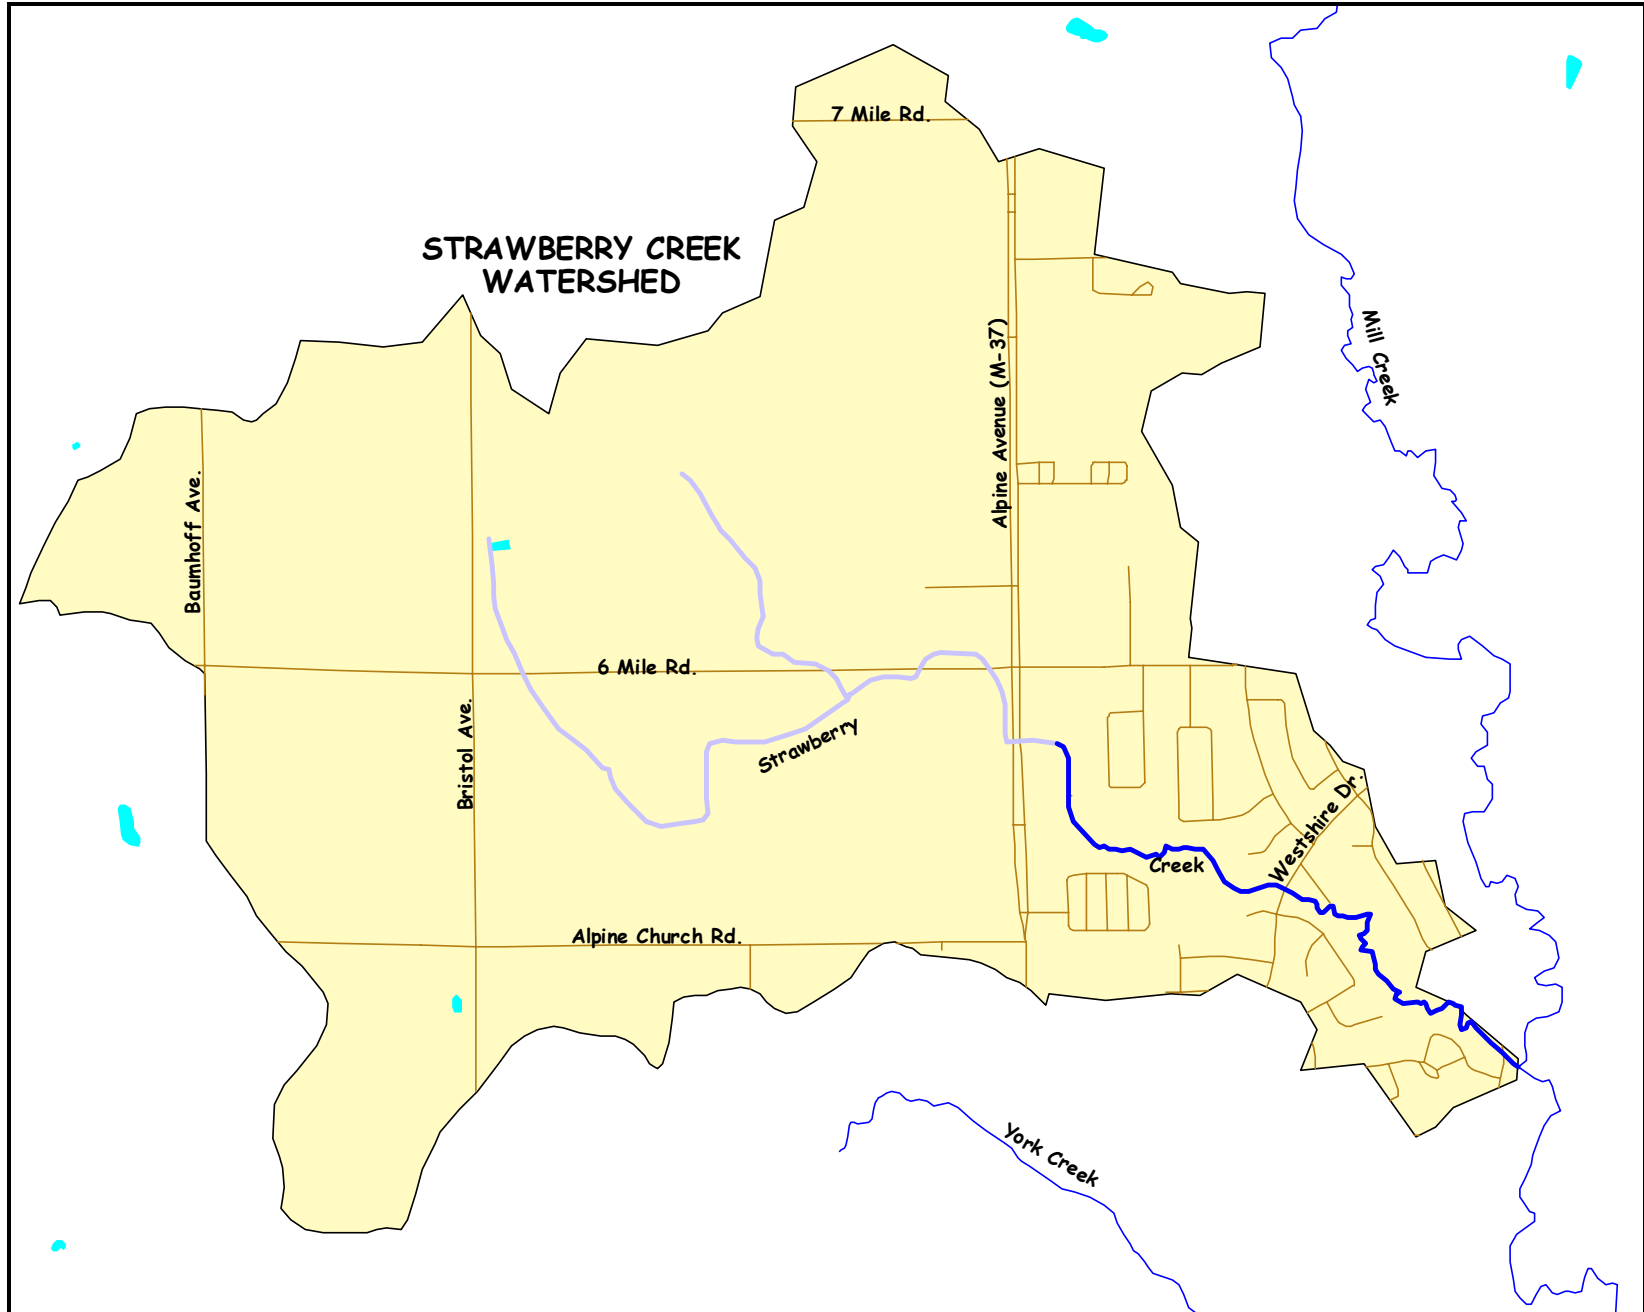 7 Mile Rd.
STRAWBERRY CREEK
WATERSHED
Mill Creek
Alpine Avenue (M-37)
Baumhoff Ave.
6 Mile Rd.
Bristol Ave.
Strawberry
Westshire Dr.
Creek
Alpine Church Rd.
York Creek